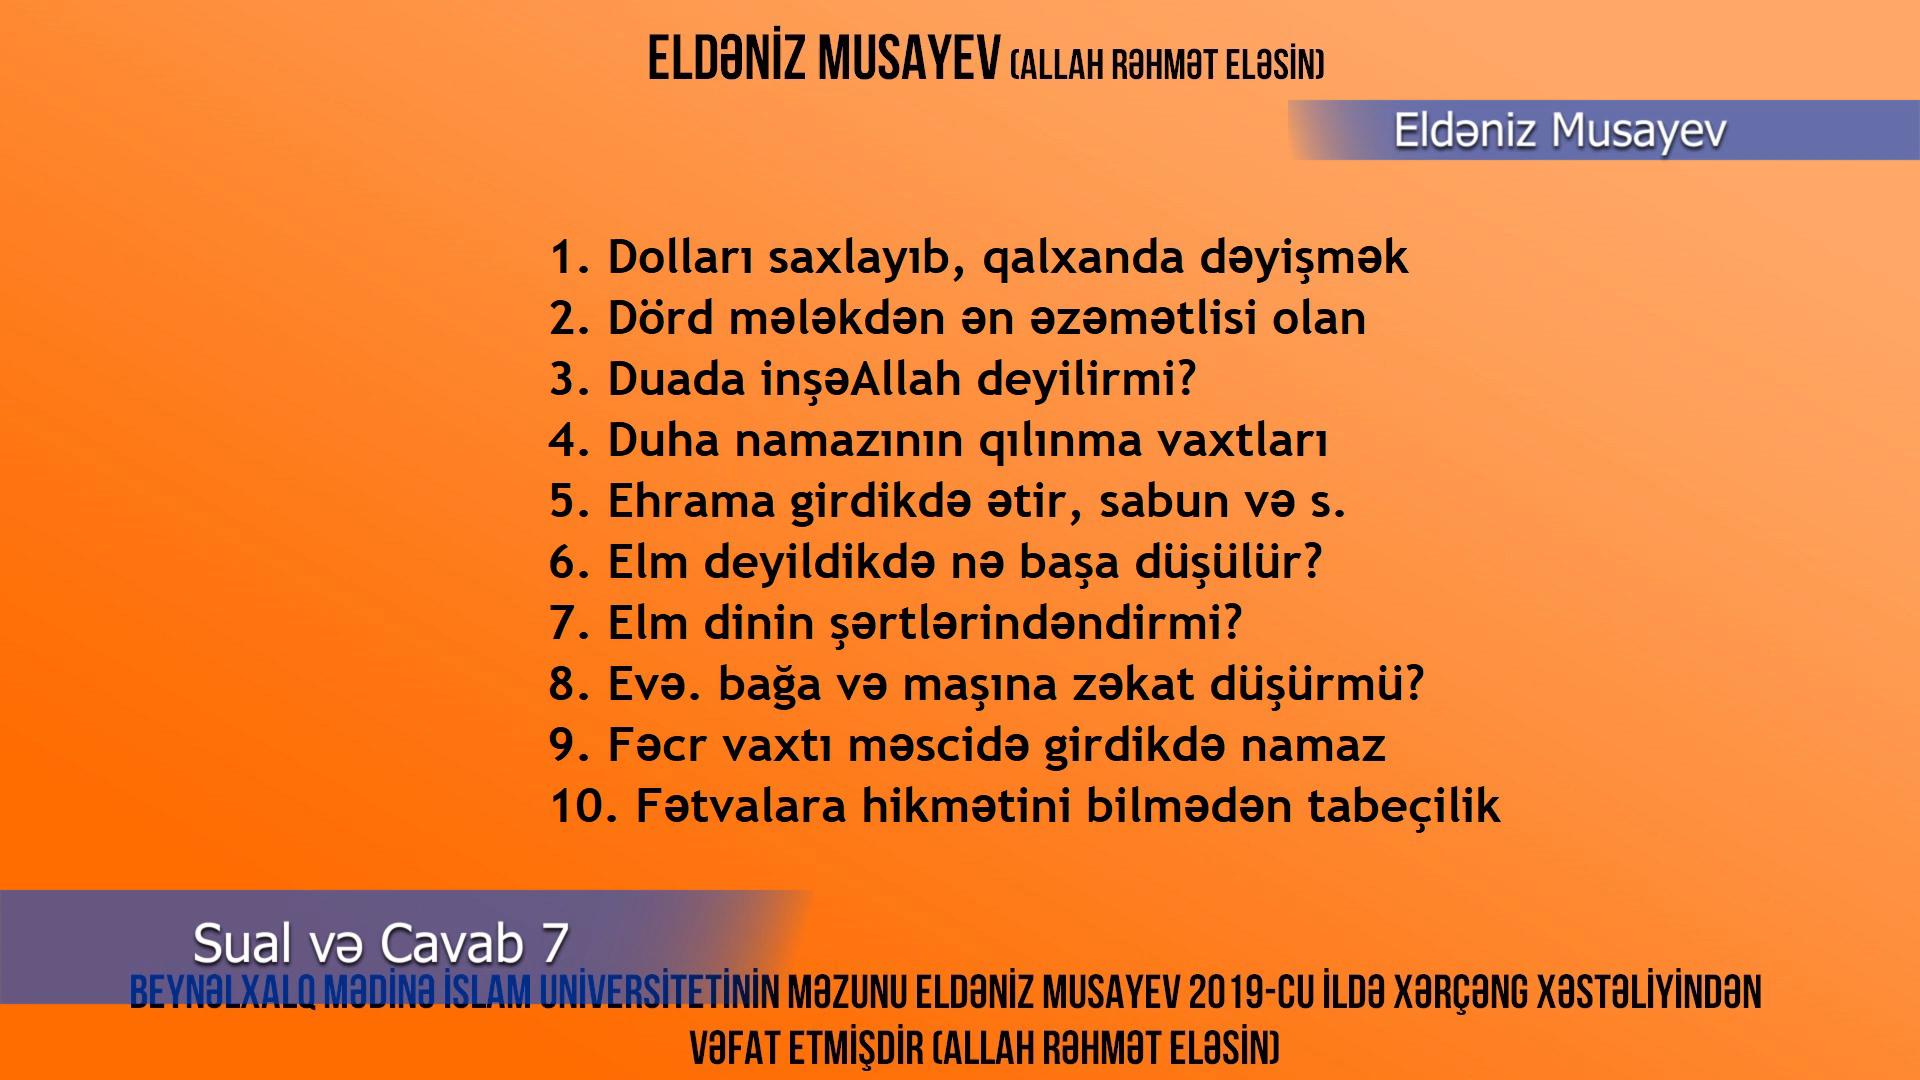 ELDƏNİZ MUSAYEV (ALLAH RƏHMƏT ELƏSİN)
Eldəniz Musayev
1. Dolları saxlayıb, qalxanda dəyişmək
2. Dörd mələkdən ən əzəmətlisi olan
3. Duada inşəAllah deyilirmi?
4. Duha namazının qılınma vaxtları
5. Ehrama girdikdə ətir, sabun və s.
6. Elm deyildikdə nə başa düşülür?
7. Elm dinin şərtlərindəndirmi?
8. Evə. bağa və maşına zəkat düşürmü?
9. Fəcr vaxtı məscidə girdikdə namaz
10. Fətvalara hikmətini bilmədən tabeçilik
Sual və Cavab 7
BEYNƏLXALQ MƏDİNƏ İSLAM UNİVERSİTETİNİN MƏZUNU ELDƏNİZ MUSAYEV 2019-CU İLDƏ XƏRÇƏNG XƏSTƏLİYİNDƏN
VƏFAT ETMİŞDİR (ALLAH RƏHMƏT ELƏSİN)